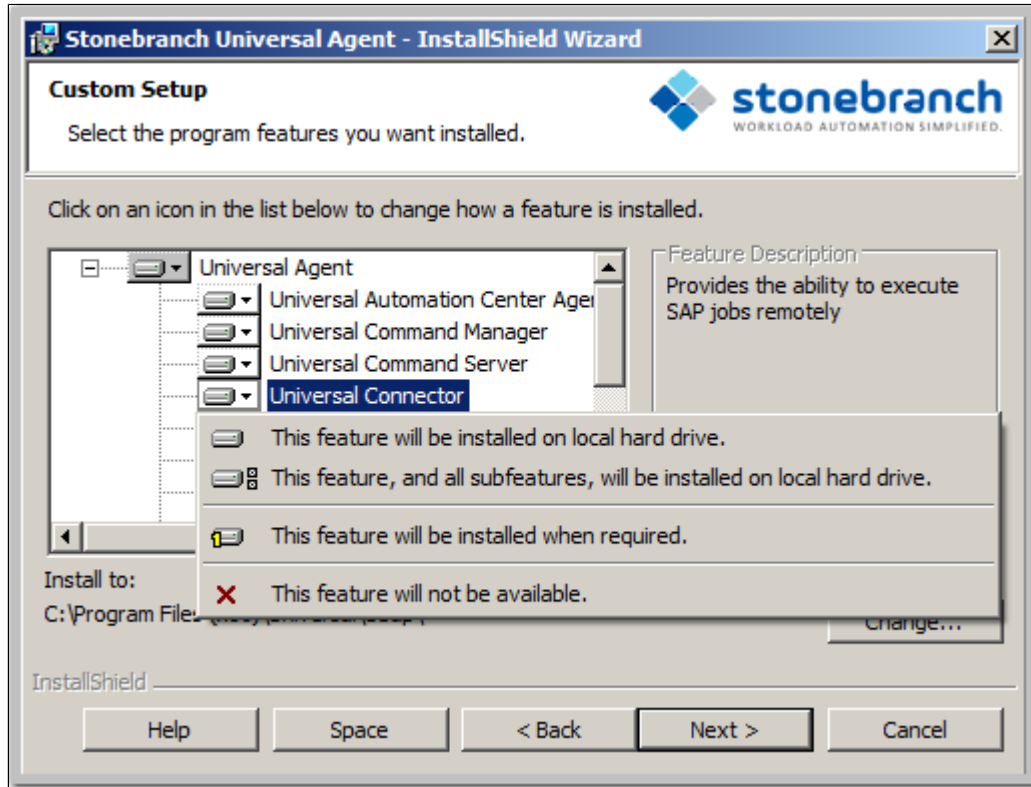 Stonebranch Universal Agent - InstallShield Wizard
Custom Setup
Select the program features you want installed.
stonebranch
WORKLOAD AUTOMATION SIMPLIFIED.
Click on an icon in the list below to change how a feature is installed.
Universal Agent
Universal Automation Center Ager
Universal Command Manager
Universal Command Server
Universal Connector
Feature Description
Provides the ability to execute
SAP jobs remotely
This feature will be installed on local hard drive.
This feature, and all subfeatures, will be installed on local hard drive.
This feature will be installed when required.
This feature will not be available.
Install to:
C:\Program Files
Change...
InstallShield
Help
Space
< Back
Next >
Cancel